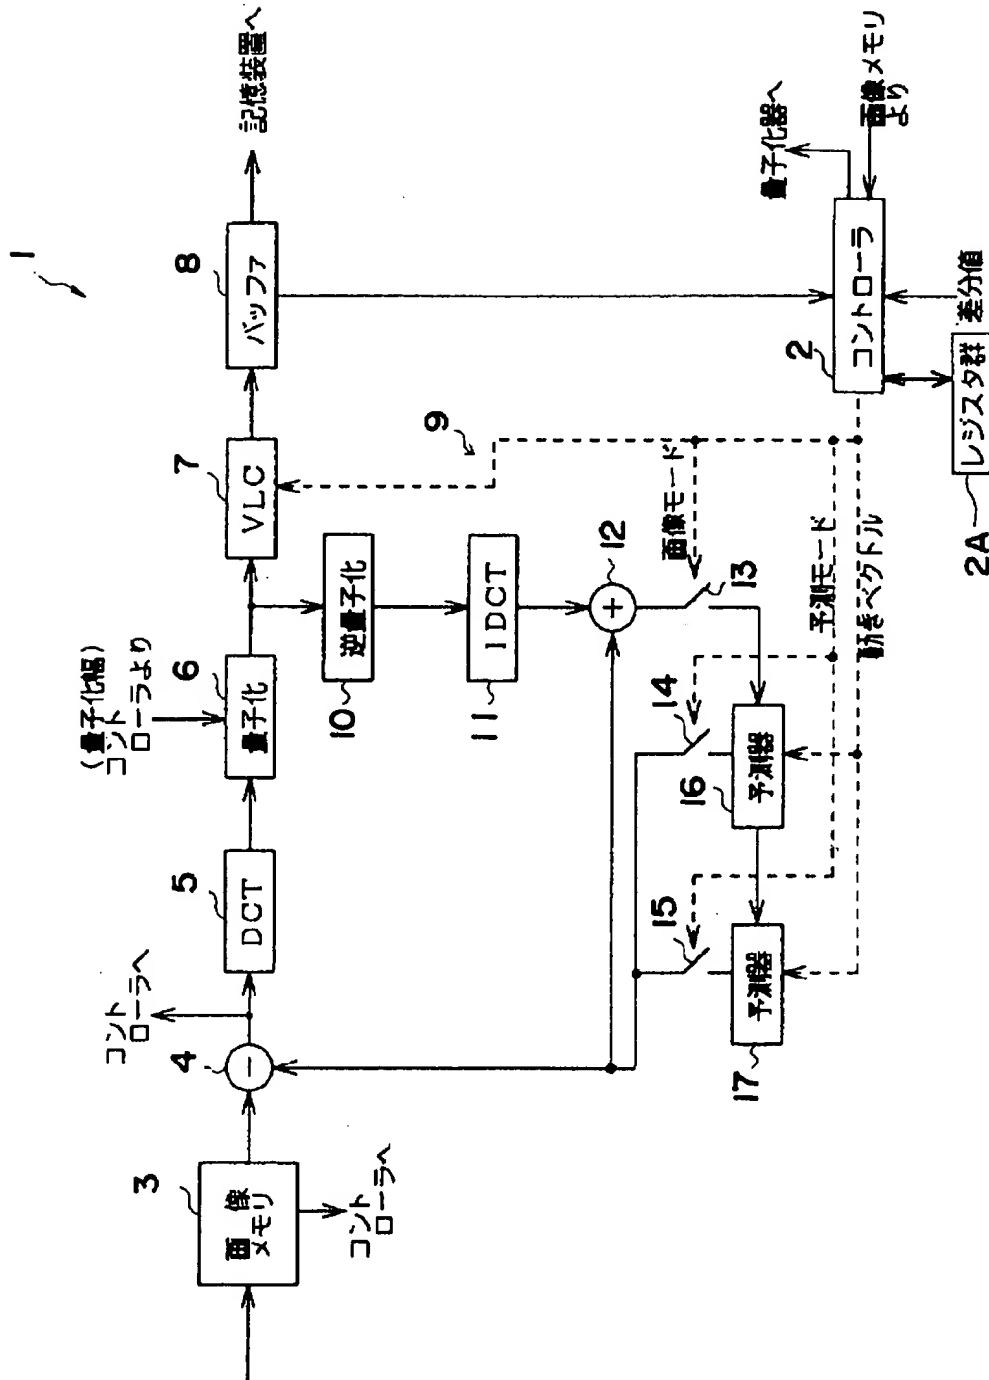 1
3
画像
メモリ
コント
ローラへ
4
コント
ローラへ
5
DCT
(量子化幅)
コント
ローラより
6
量子化
7
VLC
8
バッファ
記憶装置へ
9
10
逆量子化
11
IDCT
12
画像モード
13
14
15
予測モード
16
予測器
17
予測器
動きベクトル
2
コントローラ
量子化器へ
画像メモリ
より
差分値
2A
レジスタ群